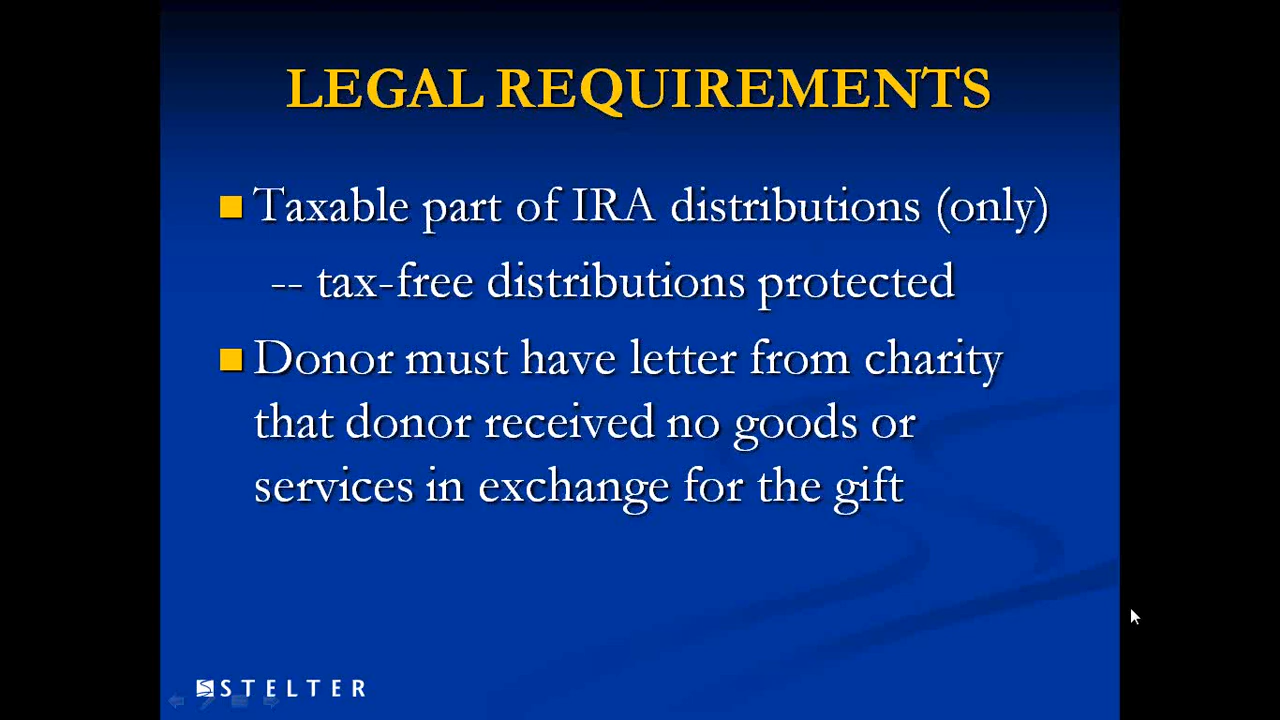 LEGAL REQUIREMENTS
Taxable part of IRA distributions (only)
-- tax-free distributions protected
Donor must have letter from charity
that donor received no goods or
services in exchange for the gift
STELTER